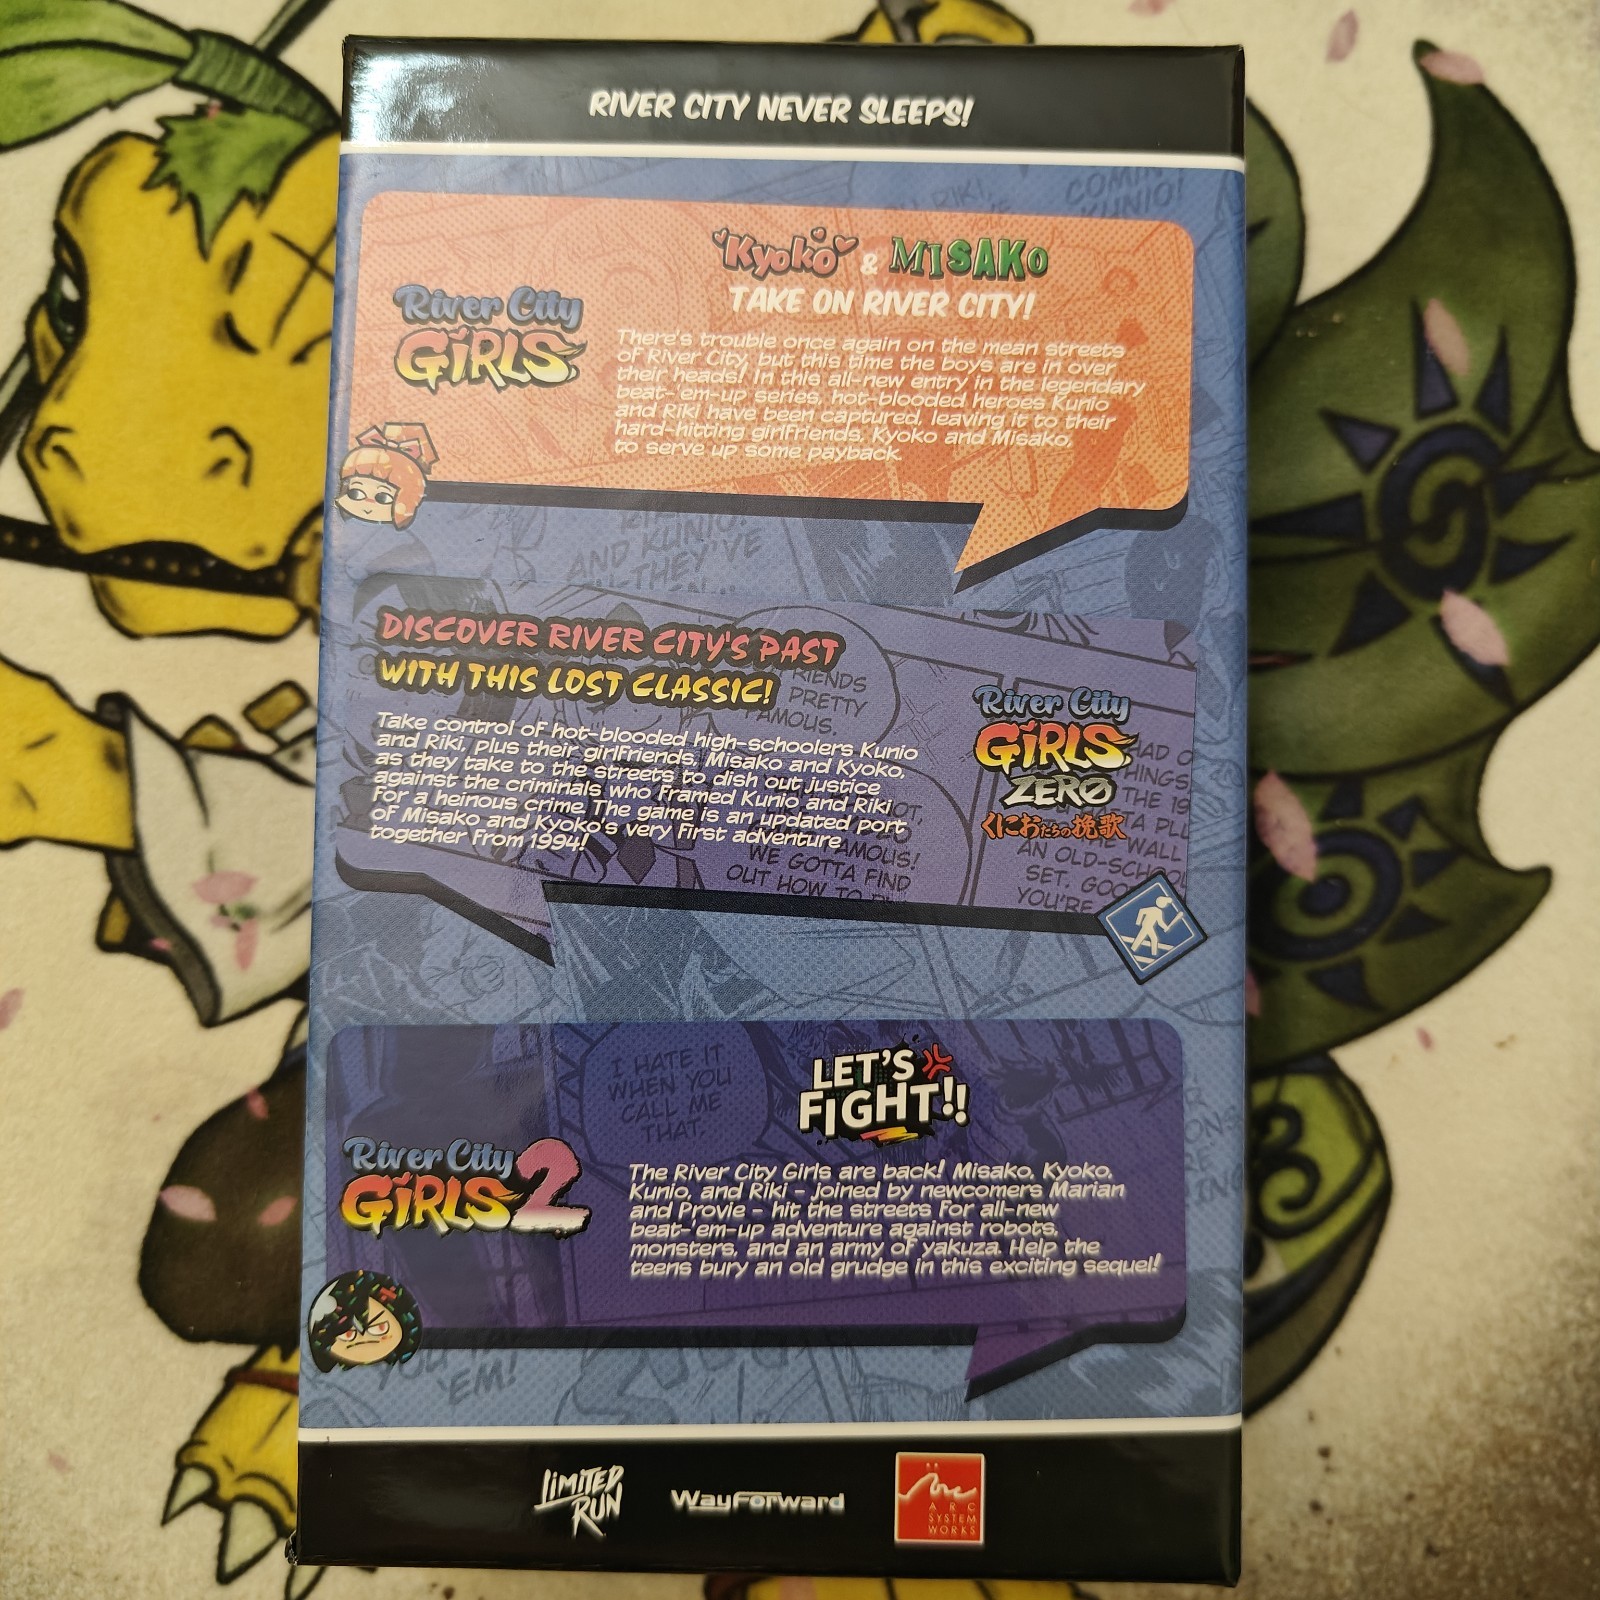 RIVER CITY NEVER SLEEPS!
COMIN'
KUNIO!
RIKI,
Kyoko & MISAKO
TAKE ON RIVER CITY!
River City
GIRLS
There's trouble once again on the mean streets
of River City, but this time the boys are in over
their heads! In this all-new entry in the legendary
beat-'em-up series, hot-blooded heroes Kunio
and Riki have been captured, leaving it to their
hard-hitting girlfriends, Kyoko and Misako,
to serve up some payback.
AND KUNIO!
THEY'VE
DISCOVER RIVER CITY'S PAST
WITH THIS LOST CLASSIC!
FRIENDS
PRETTY
FAMOUS.
Take control of hot-blooded high-schoolers Kunio
and Riki, plus their girlfriends, Misako and Kyoko,
as they take to the streets to dish out justice
against the criminals who framed Kunio and Riki
for a heinous crime. The game is an updated port
of Misako and Kyoko's very first adventure
together from 1994!
FAMOUS!
WE GOTTA FIND
OUT HOW TO
River City
GIRLS
ZERO
くにおたちの挽歌
HAD
THINGS
THE
WALL
AN OLD-SCHOOL
SET. GOOD
YOU'RE
I HATE IT
WHEN YOU
CALL ME
THAT.
LET'S
FIGHT!!
River City
GIRLS 2
The River City Girls are back! Misako, Kyoko,
Kunio, and Riki - joined by newcomers Marian
and Provie - hit the streets for all-new
beat-'em-up adventure against robots,
monsters, and an army of yakuza. Help the
teens bury an old grudge in this exciting sequel!
'EM!
LIMITED
RUN
WayForward
ARC
SYSTEM
WORKS